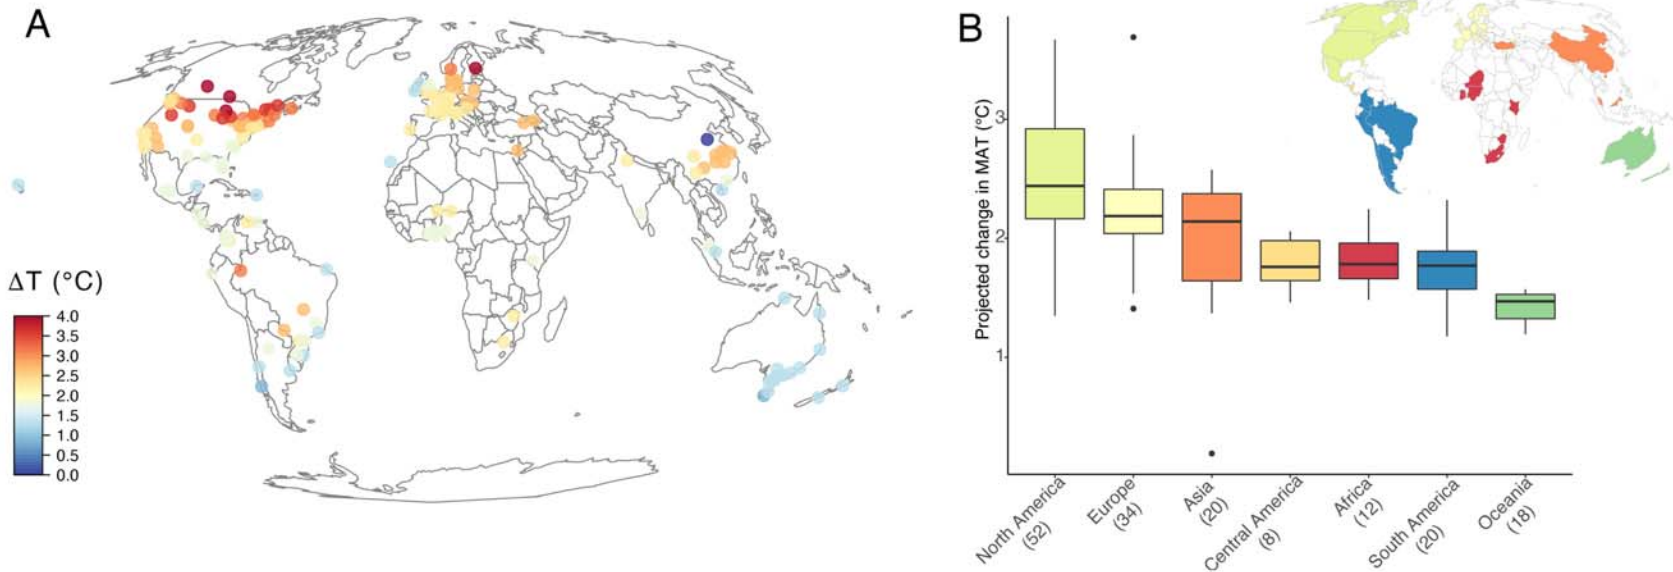 A
ΔT (°C)
4.0
3.5
3.0
2.5
2.0
1.5
1.0
0.5
0.0
B
Projected change in MAT (°C)
3
2
1
North America
(52)
Europe
(34)
Asia
(20)
Central America
(8)
Africa
(12)
South America
(20)
Oceania
(18)